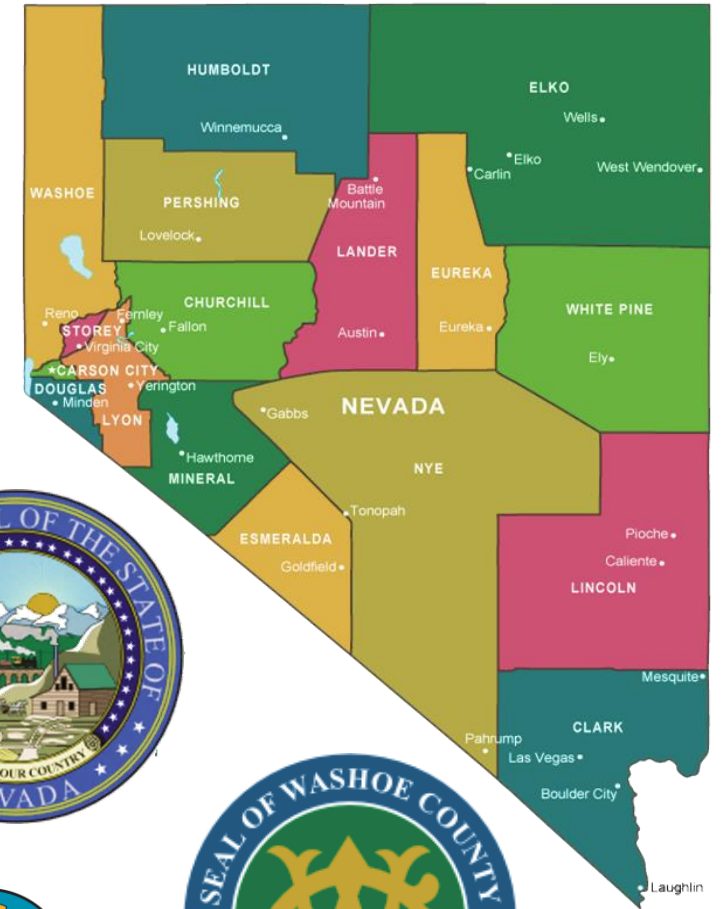 HUMBOLDT
ELKO
Wells
Winnemucca
Elko
West Wendover
Carlin
WASHOE
PERSHING
Battle
Mountain
Lovelock
LANDER
EUREKA
CHURCHILL
WHITE PINE
Reno
Fernley
STOREY
Fallon
Austin
Eureka
Virginia City
Ely
CARSON CITY
DOUGLAS
Yerington
Minden
LYON
Gabbs
NEVADA
Hawthorne
NYE
MINERAL
Tonopah
ESMERALDA
Goldfield
Pioche
Caliente
LINCOLN
Mesquite
CLARK
Pahrump
Las Vegas
Boulder City
Laughlin
OF THE STATE OF
OUR COUNTRY
SEAL OF WASHOE COUNTY